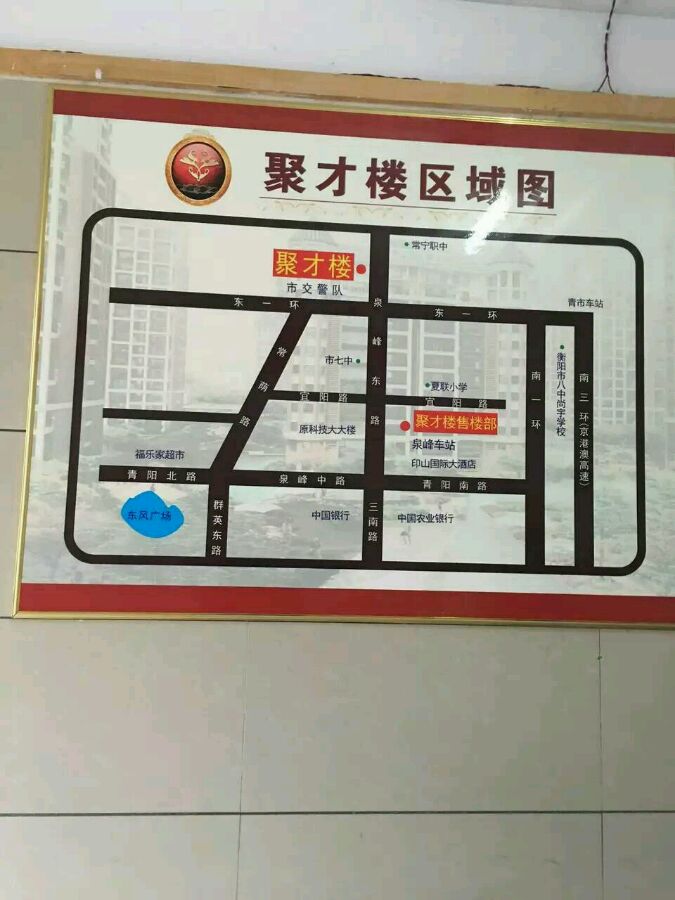 聚才楼区域图
常宁职中
聚才楼
市交警队
东一环
东一环
青市车站
泉峰东路
常荫路
市七中
夏联小学
宜阳路
宜阳路
南一环
衡阳市八中尚宇学校
南三环(京港澳高速)
聚才楼售楼部
原科技大大楼
泉峰车站
福乐家超市
印山国际大酒店
青阳北路
泉峰中路
青阳南路
东风广场
群英东路
中国银行
三南路
中国农业银行